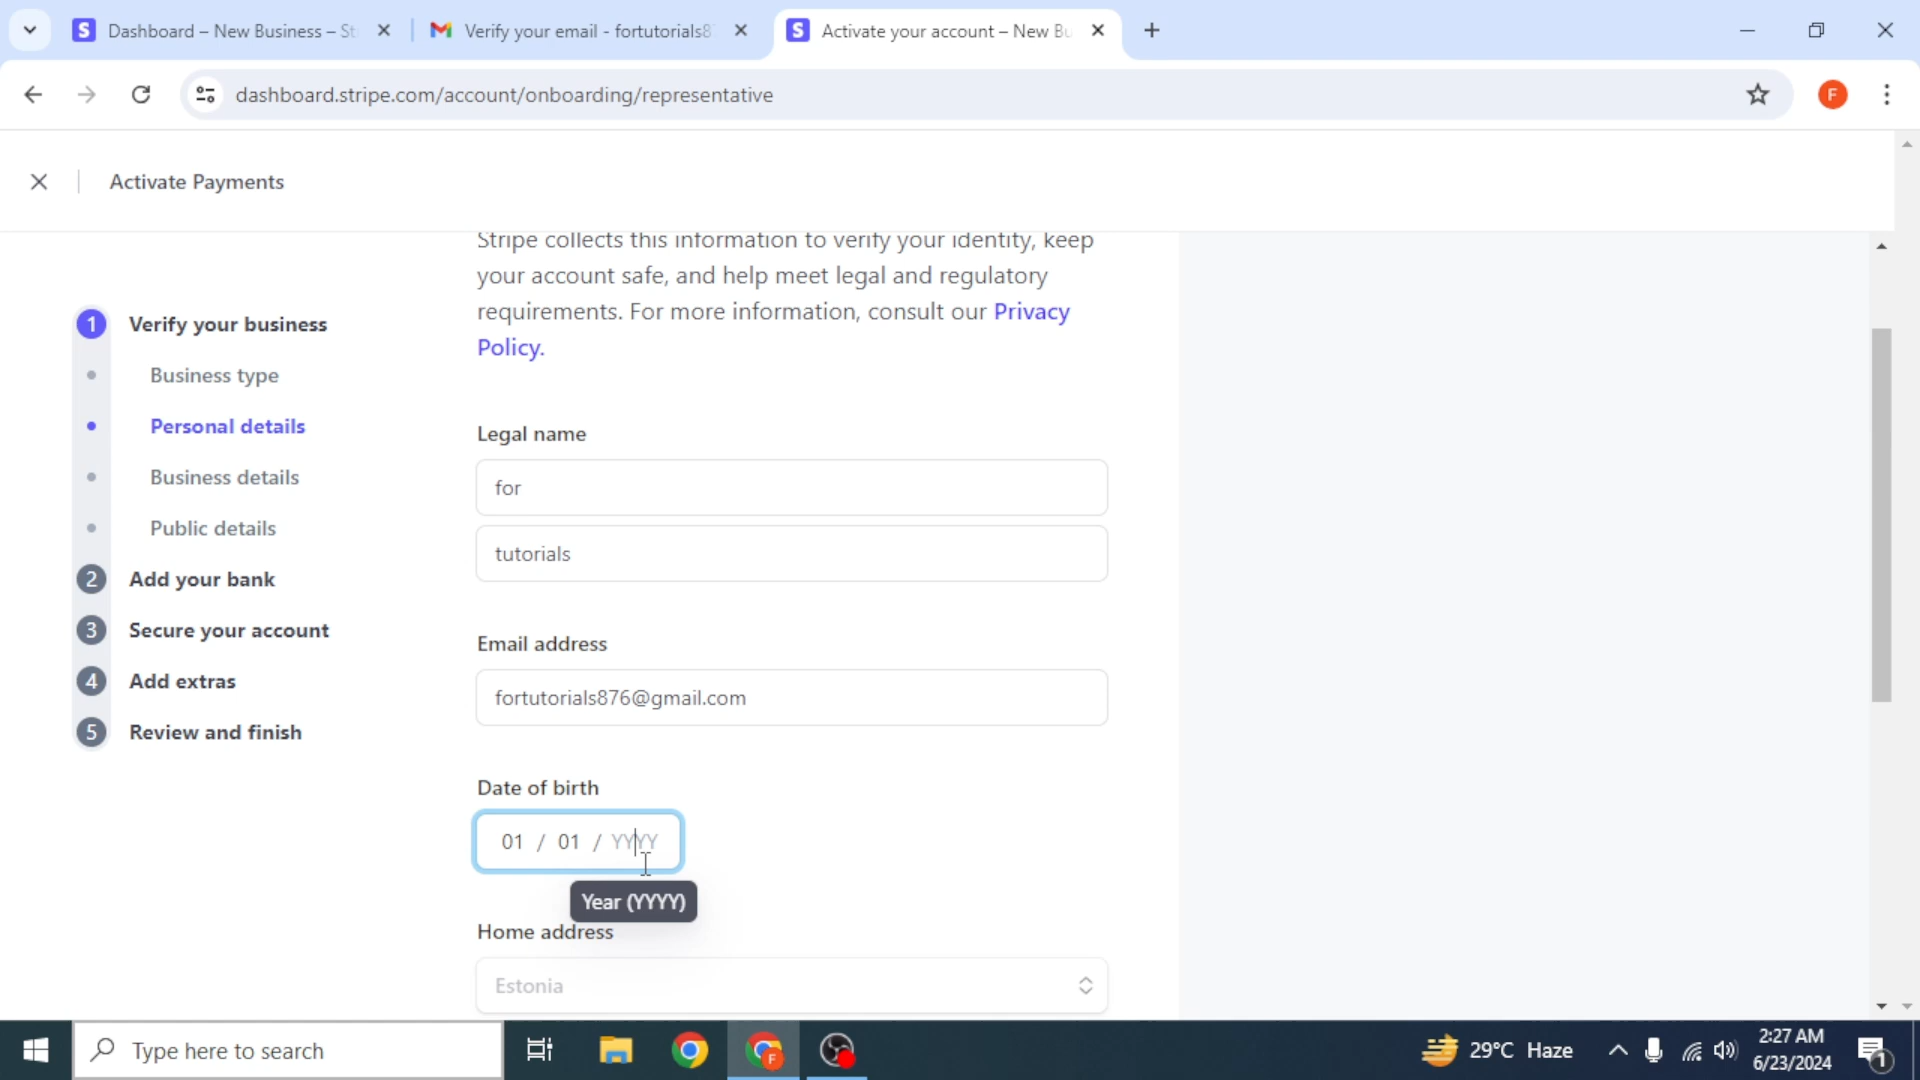 Dashboard – New Business – St
Verify your email - fortutorials8
Activate your account – New Bu
dashboard.stripe.com/account/onboarding/representative
F
Activate Payments
Stripe collects this information to verify your identity, keep
your account safe, and help meet legal and regulatory
requirements. For more information, consult our Privacy
Policy.
1 Verify your business
Business type
Personal details
Business details
Public details
2 Add your bank
3 Secure your account
4 Add extras
5 Review and finish
Legal name
for
tutorials
Email address
fortutorials876@gmail.com
Date of birth
01 / 01 / YYYY
Year (YYYY)
Home address
Estonia
Type here to search
F
29°C Haze
2:27 AM
6/23/2024
1